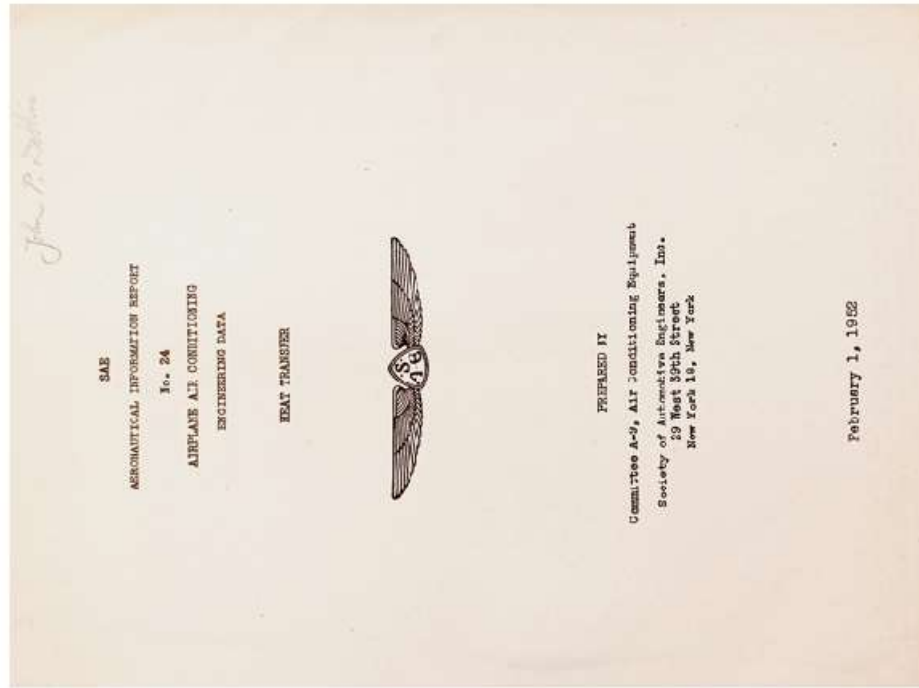 John P.
SAE
AERONAUTICAL INFORMATION REPORT
No. 24
AIRPLANE AIR CONDITIONING
ENGINEERING DATA
HEAT TRANSFER
S.A.E
PREPARED BY
Committee A-9, Air Conditioning Equipment
Society of Automotive Engineers, Inc.
29 West 39th Street
New York 18, New York
February 1, 1952